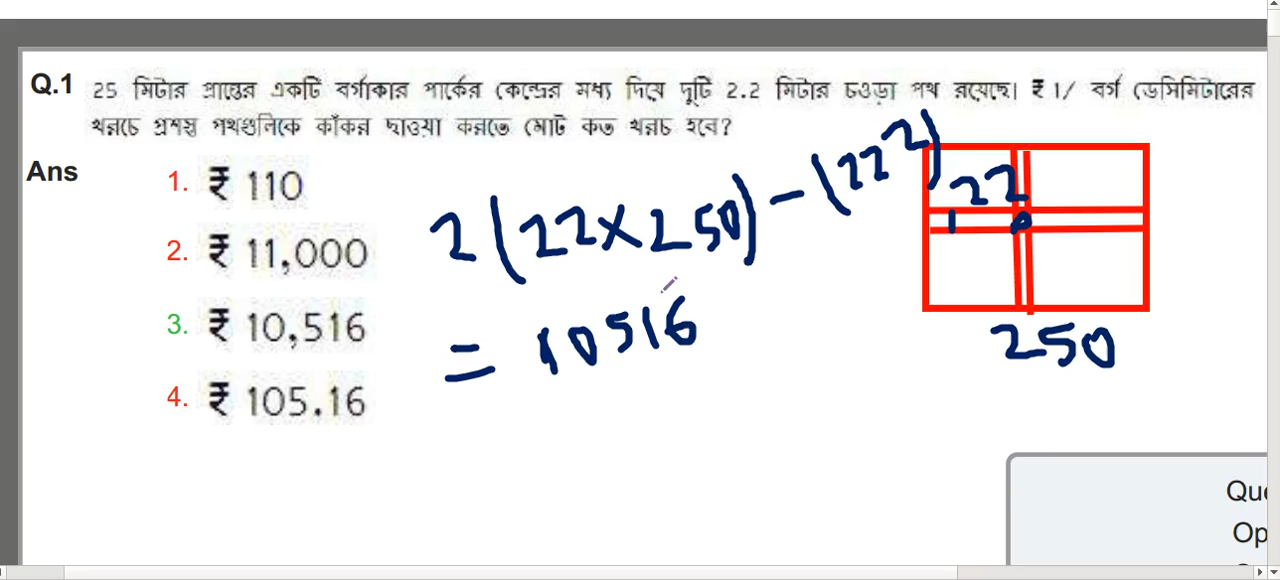 Q.1 25 মিটার প্রান্তের একটি বর্গাকার পার্কের কেন্দ্রের মধ্য দিয়ে দুটি 2.2 মিটার চওড়া পথ রয়েছে। ₹ 1/ বর্গ ডেসিমিটারের
খরচে প্রশস্ত পথগুলিকে কাঁকর ছাওয়া করতে মোট কত খরচ হবে?
Ans
1. ₹ 110
2. ₹ 11,000
3. ₹ 10,516
4. ₹ 105.16
2 (22×250) - (22²)
= 10516
22
250
Que
Op